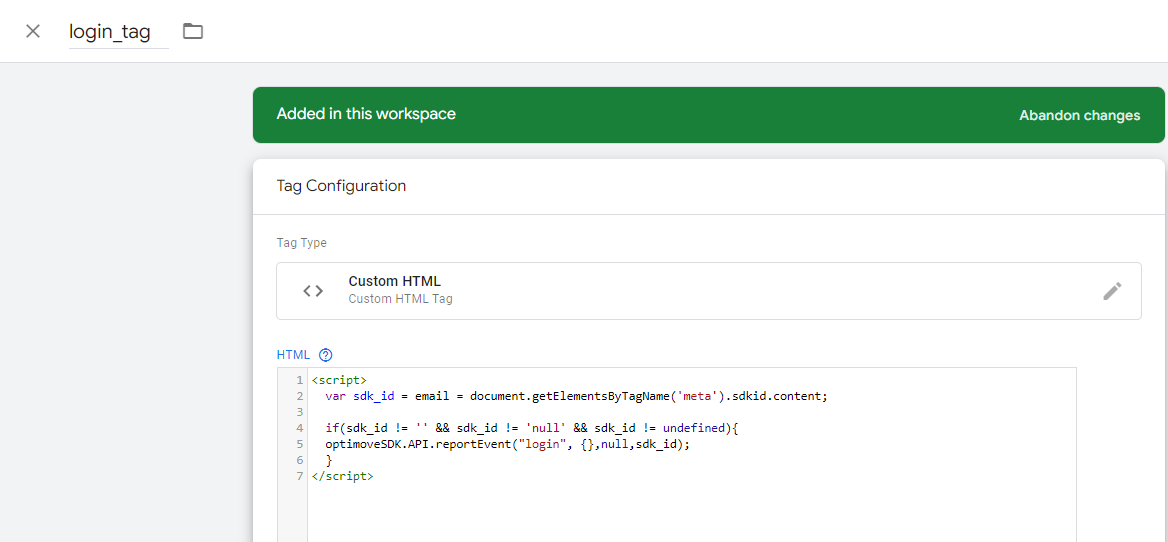 login_tag
Added in this workspace
Abandon changes
Tag Configuration
Tag Type
Custom HTML
Custom HTML Tag
HTML
1 <script>
2 var sdk_id = email = document.getElementsByTagName('meta').sdkid.content;
3
4 if(sdk_id != '' && sdk_id != 'null' && sdk_id != undefined){
5 optimoveSDK.API.reportEvent("login", {},null,sdk_id);
6 }
7 </script>